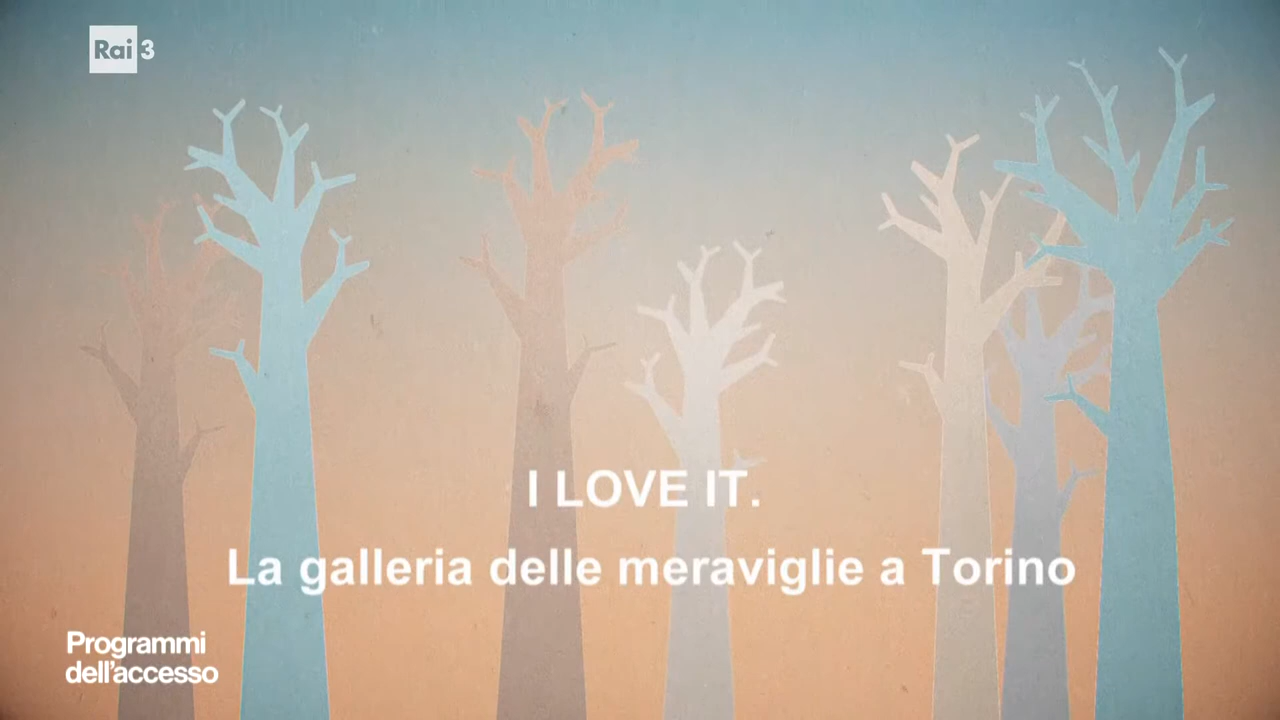 Rai 3
I LOVE IT.
La galleria delle meraviglie a Torino
Programmi
dell'accesso